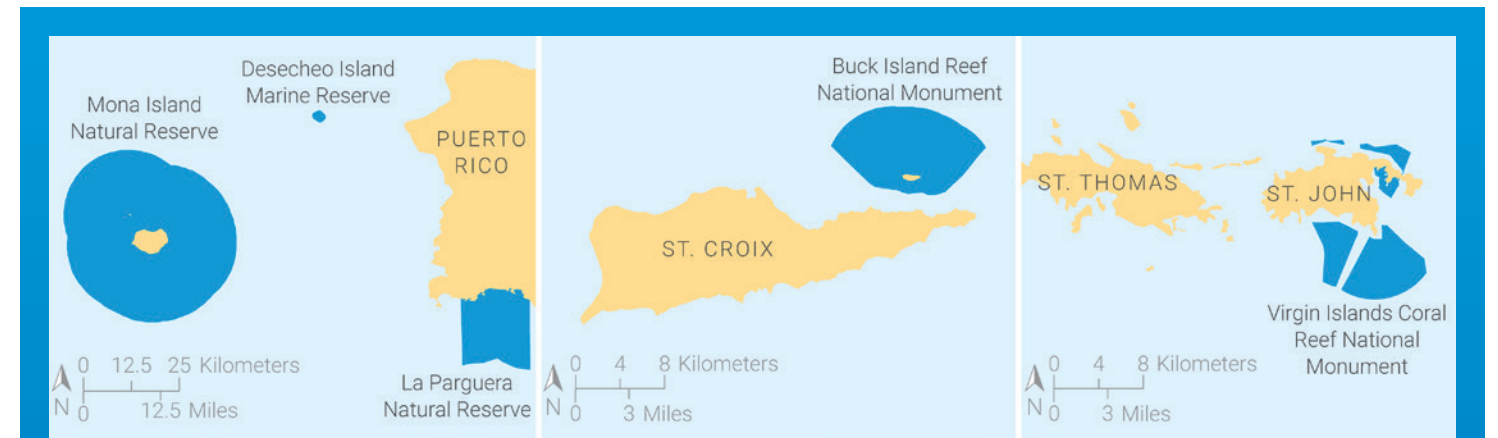 Desecheo Island
Marine Reserve
Mona Island
Natural Reserve
PUERTO
RICO
0 12.5 25 Kilometers
N 0 12.5 Miles
La Parguera
Natural Reserve
Buck Island Reef
National Monument
ST. CROIX
0 4 8 Kilometers
N 0 3 Miles
ST. THOMAS
ST. JOHN
Virgin Islands Coral
Reef National
Monument
0 4 8 Kilometers
N 0 3 Miles